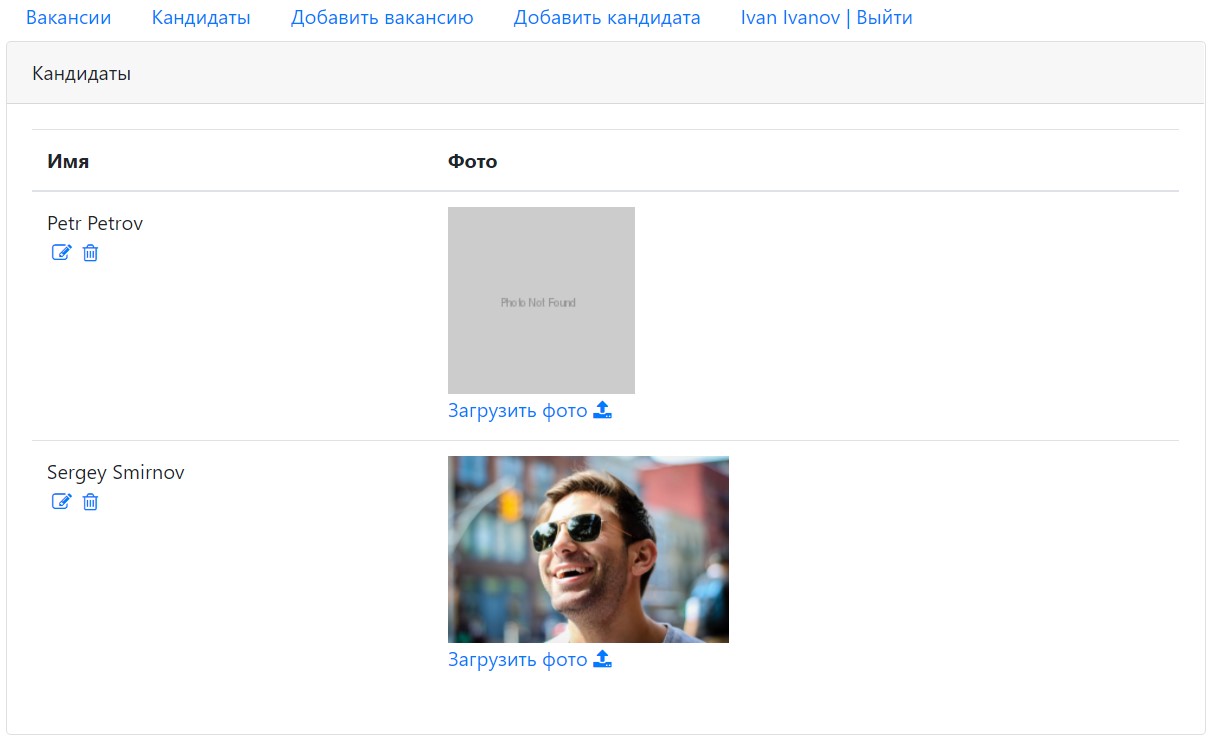 Вакансии Кандидаты Добавить вакансию Добавить кандидата Ivan Ivanov | Выйти
Кандидаты
Имя Фото
Petr Petrov
Photo Not Found
Загрузить фото
Sergey Smirnov
Загрузить фото